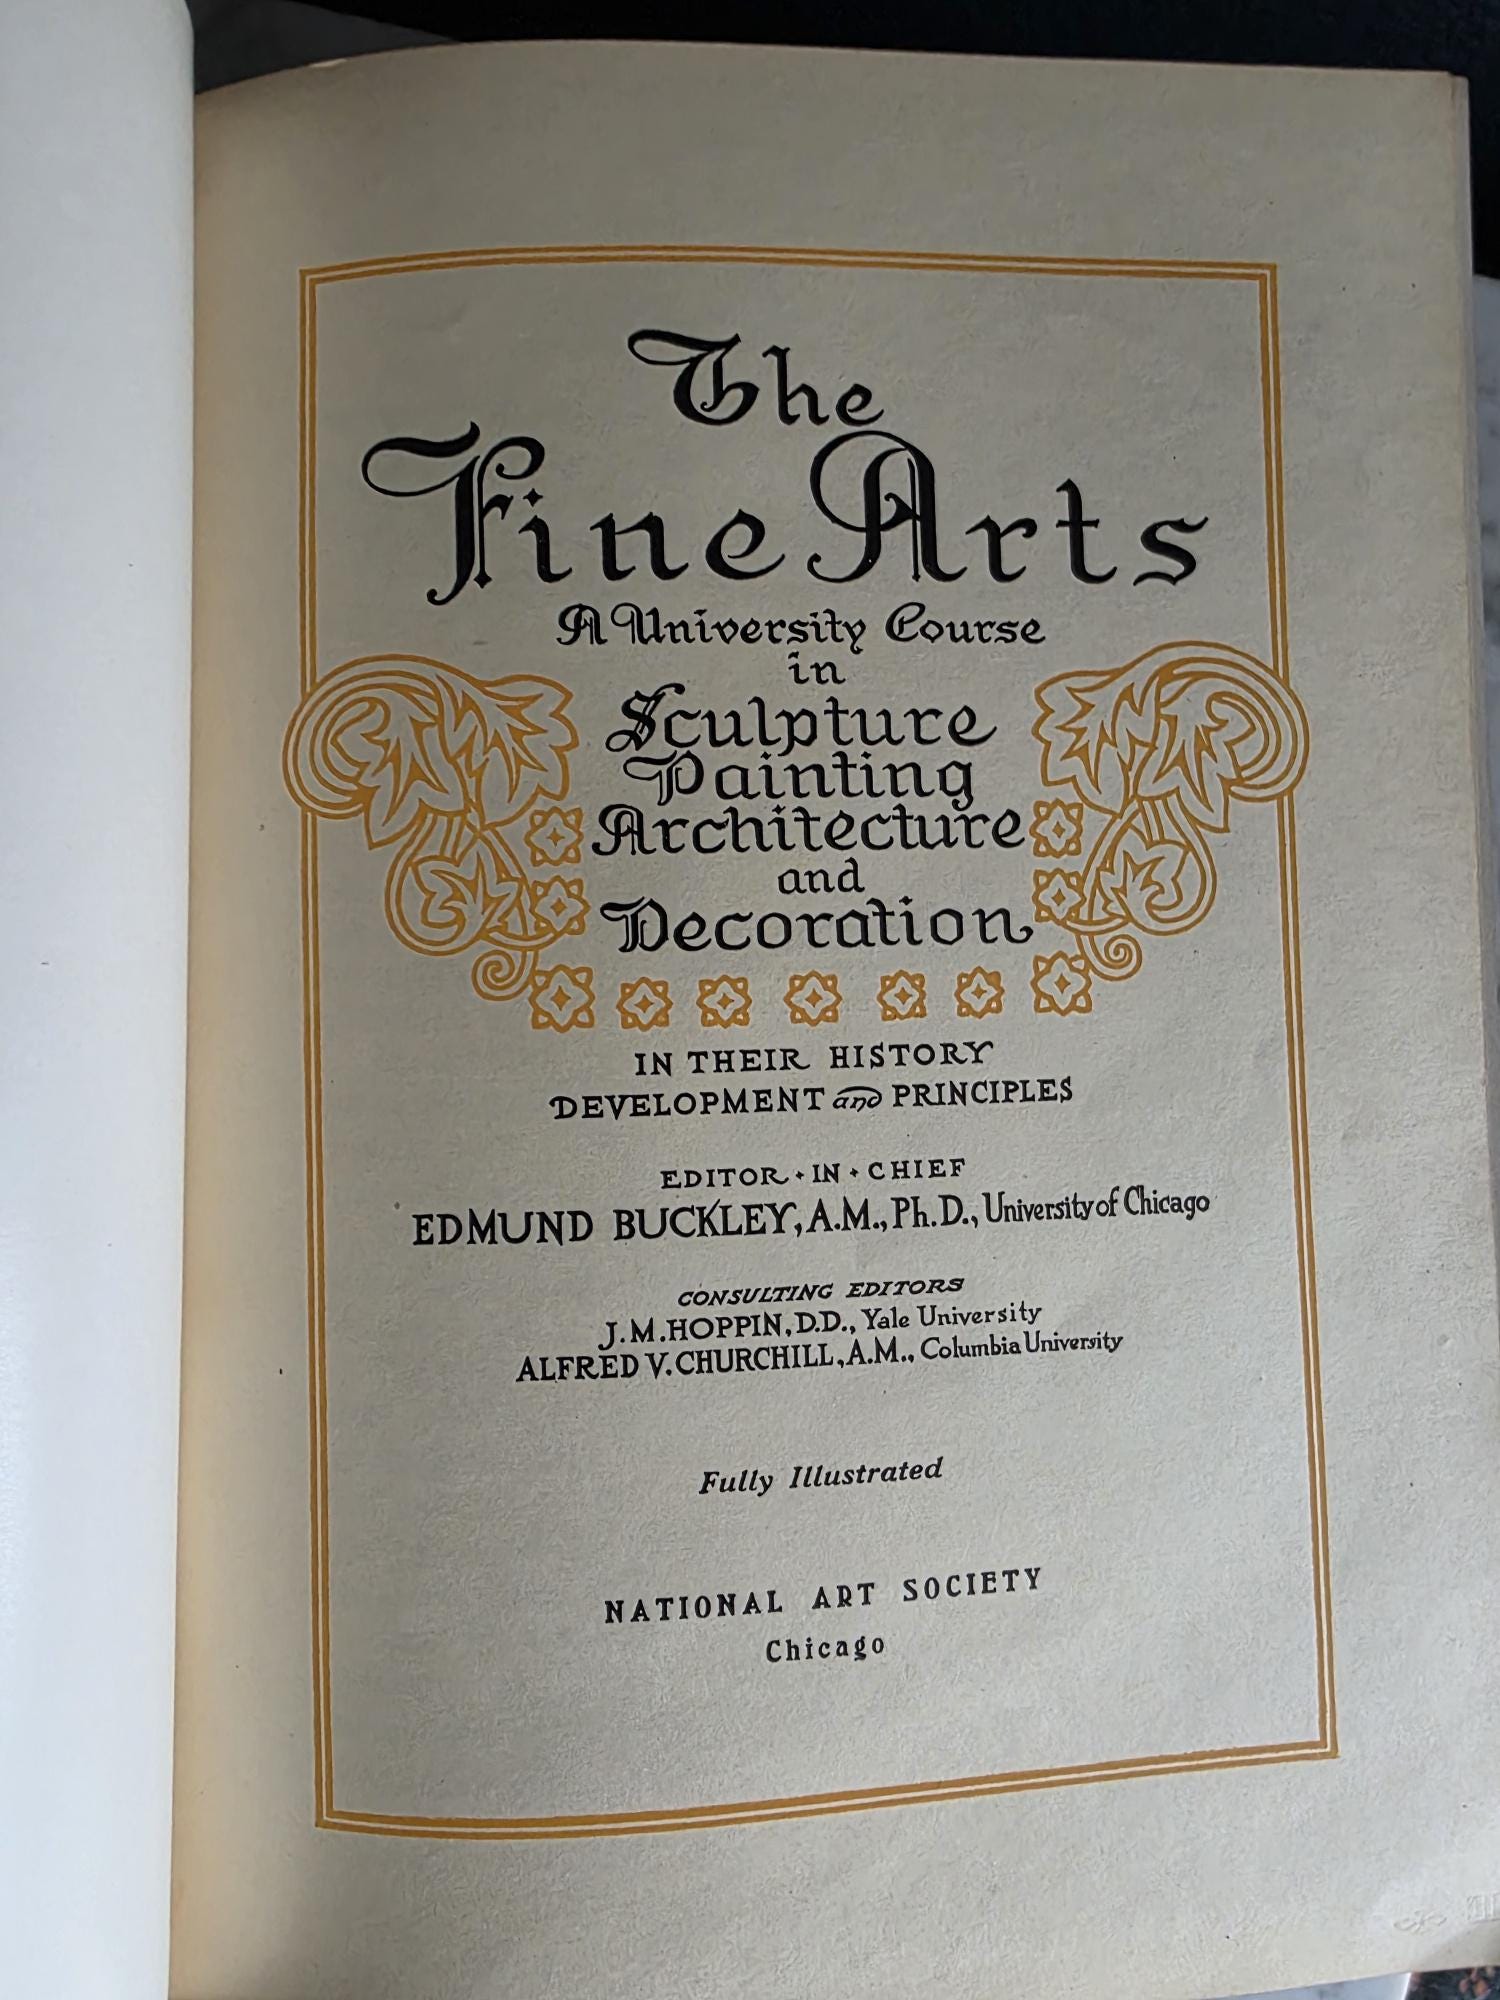 The
Fine Arts
A University Course
in
Sculpture
Painting
Architecture
and
Decoration
IN THEIR HISTORY
DEVELOPMENT and PRINCIPLES
EDITOR · IN · CHIEF
EDMUND BUCKLEY, A.M., Ph.D., University of Chicago
CONSULTING EDITORS
J.M. HOPPIN, D.D., Yale University
ALFRED V. CHURCHILL, A.M., Columbia University
Fully Illustrated
NATIONAL ART SOCIETY
Chicago